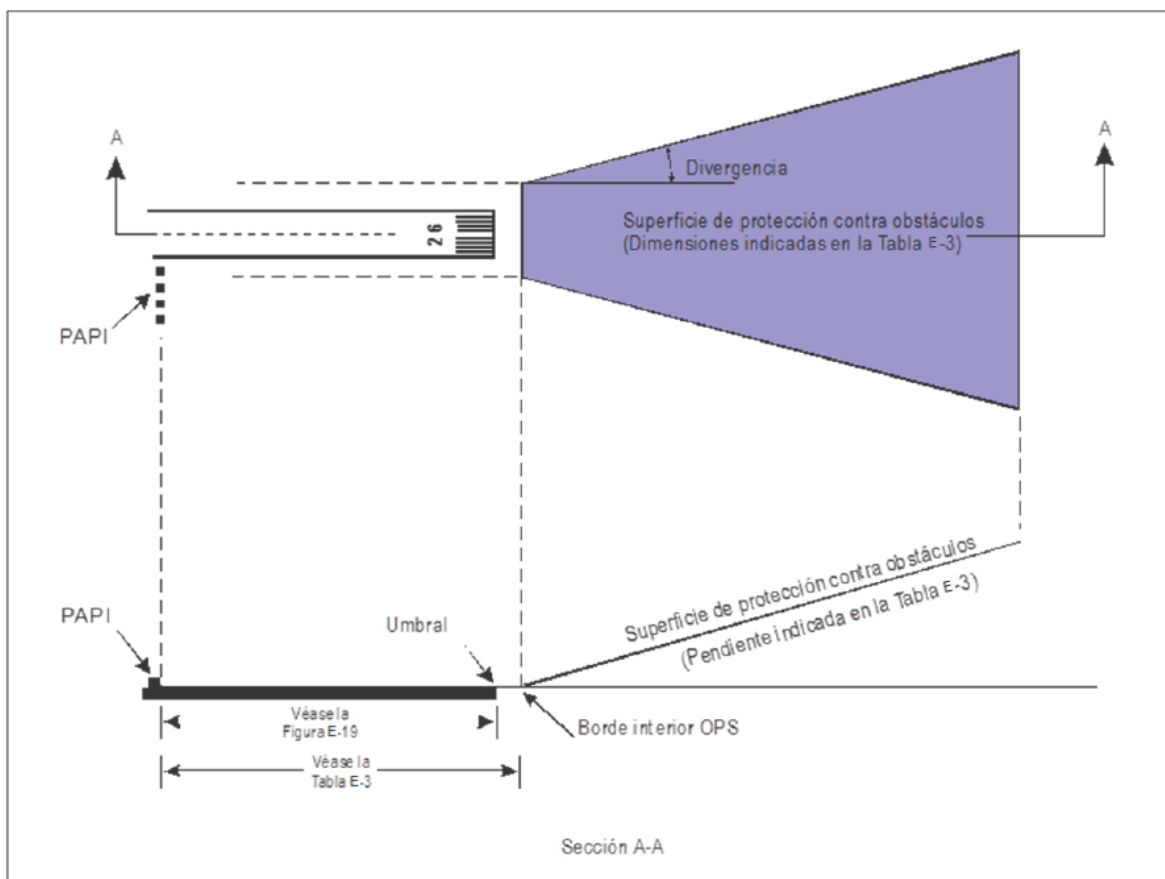 A
A
Divergencia
Superficie de protección contra obstáculos
(Dimensiones indicadas en la Tabla E-3)
26
PAPI
Superficie de protección contra obstáculos
(Pendiente indicada en la Tabla E-3)
PAPI
Umbral
Véase la
Figura E-19
Borde interior OPS
Véase la
Tabla E-3
Sección A-A